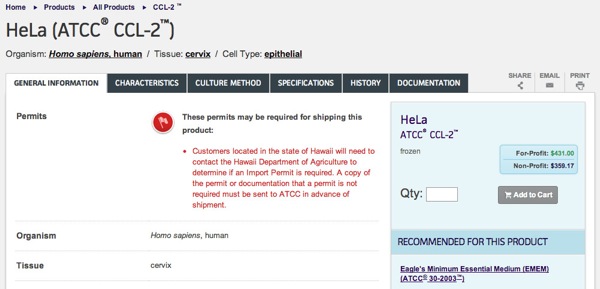 Home ▸ Products ▸ All Products ▸ CCL-2 ™
HeLa (ATCC® CCL-2™)
Organism: Homo sapiens, human / Tissue: cervix / Cell Type: epithelial
GENERAL INFORMATION CHARACTERISTICS CULTURE METHOD SPECIFICATIONS HISTORY DOCUMENTATION
SHARE EMAIL PRINT
Permits
These permits may be required for shipping this
product:
• Customers located in the state of Hawaii will need to
contact the Hawaii Department of Agriculture to
determine if an Import Permit is required. A copy of
the permit or documentation that a permit is not
required must be sent to ATCC in advance of
shipment.
Organism Homo sapiens, human
Tissue cervix
HeLa
ATCC® CCL-2™
frozen
For-Profit: $431.00
Non-Profit: $359.17
Qty:
Add to Cart
RECOMMENDED FOR THIS PRODUCT
Eagle's Minimum Essential Medium (EMEM)
(ATCC® 30-2003™)